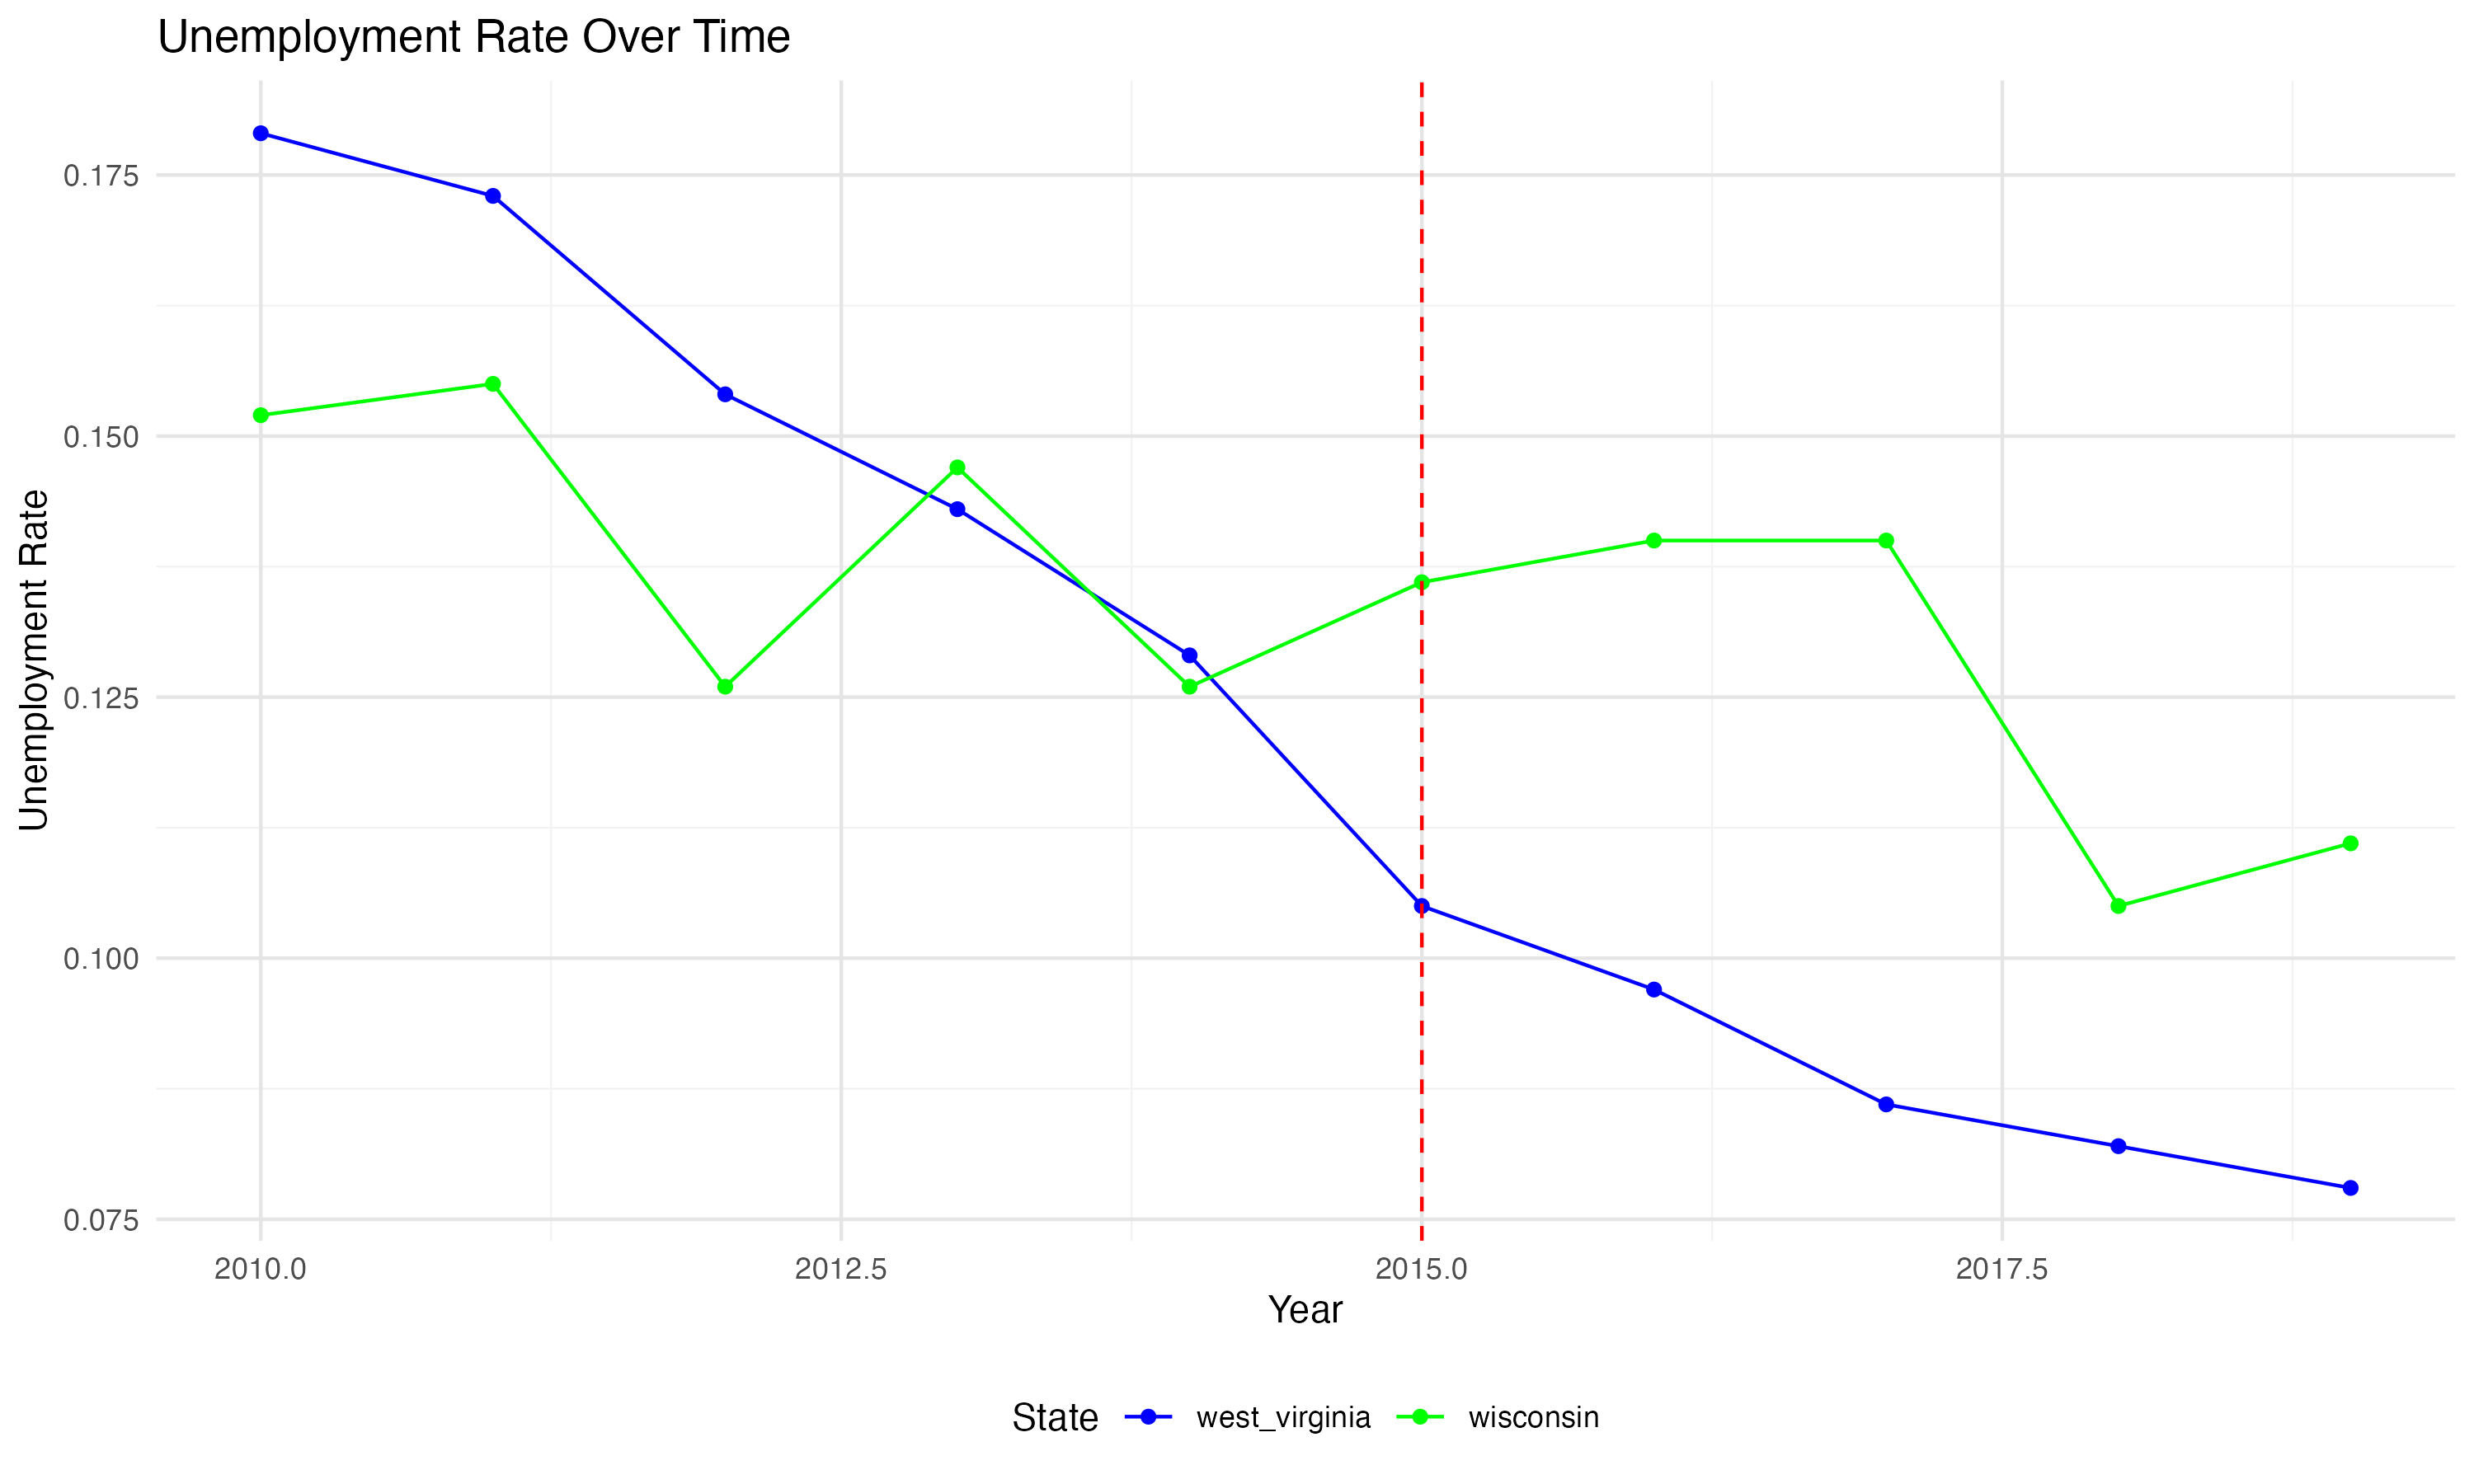 Unemployment Rate Over Time
Unemployment Rate
0.175
0.150
0.125
0.100
0.075
2010.0 2012.5 2015.0 2017.5
Year
State west_virginia wisconsin